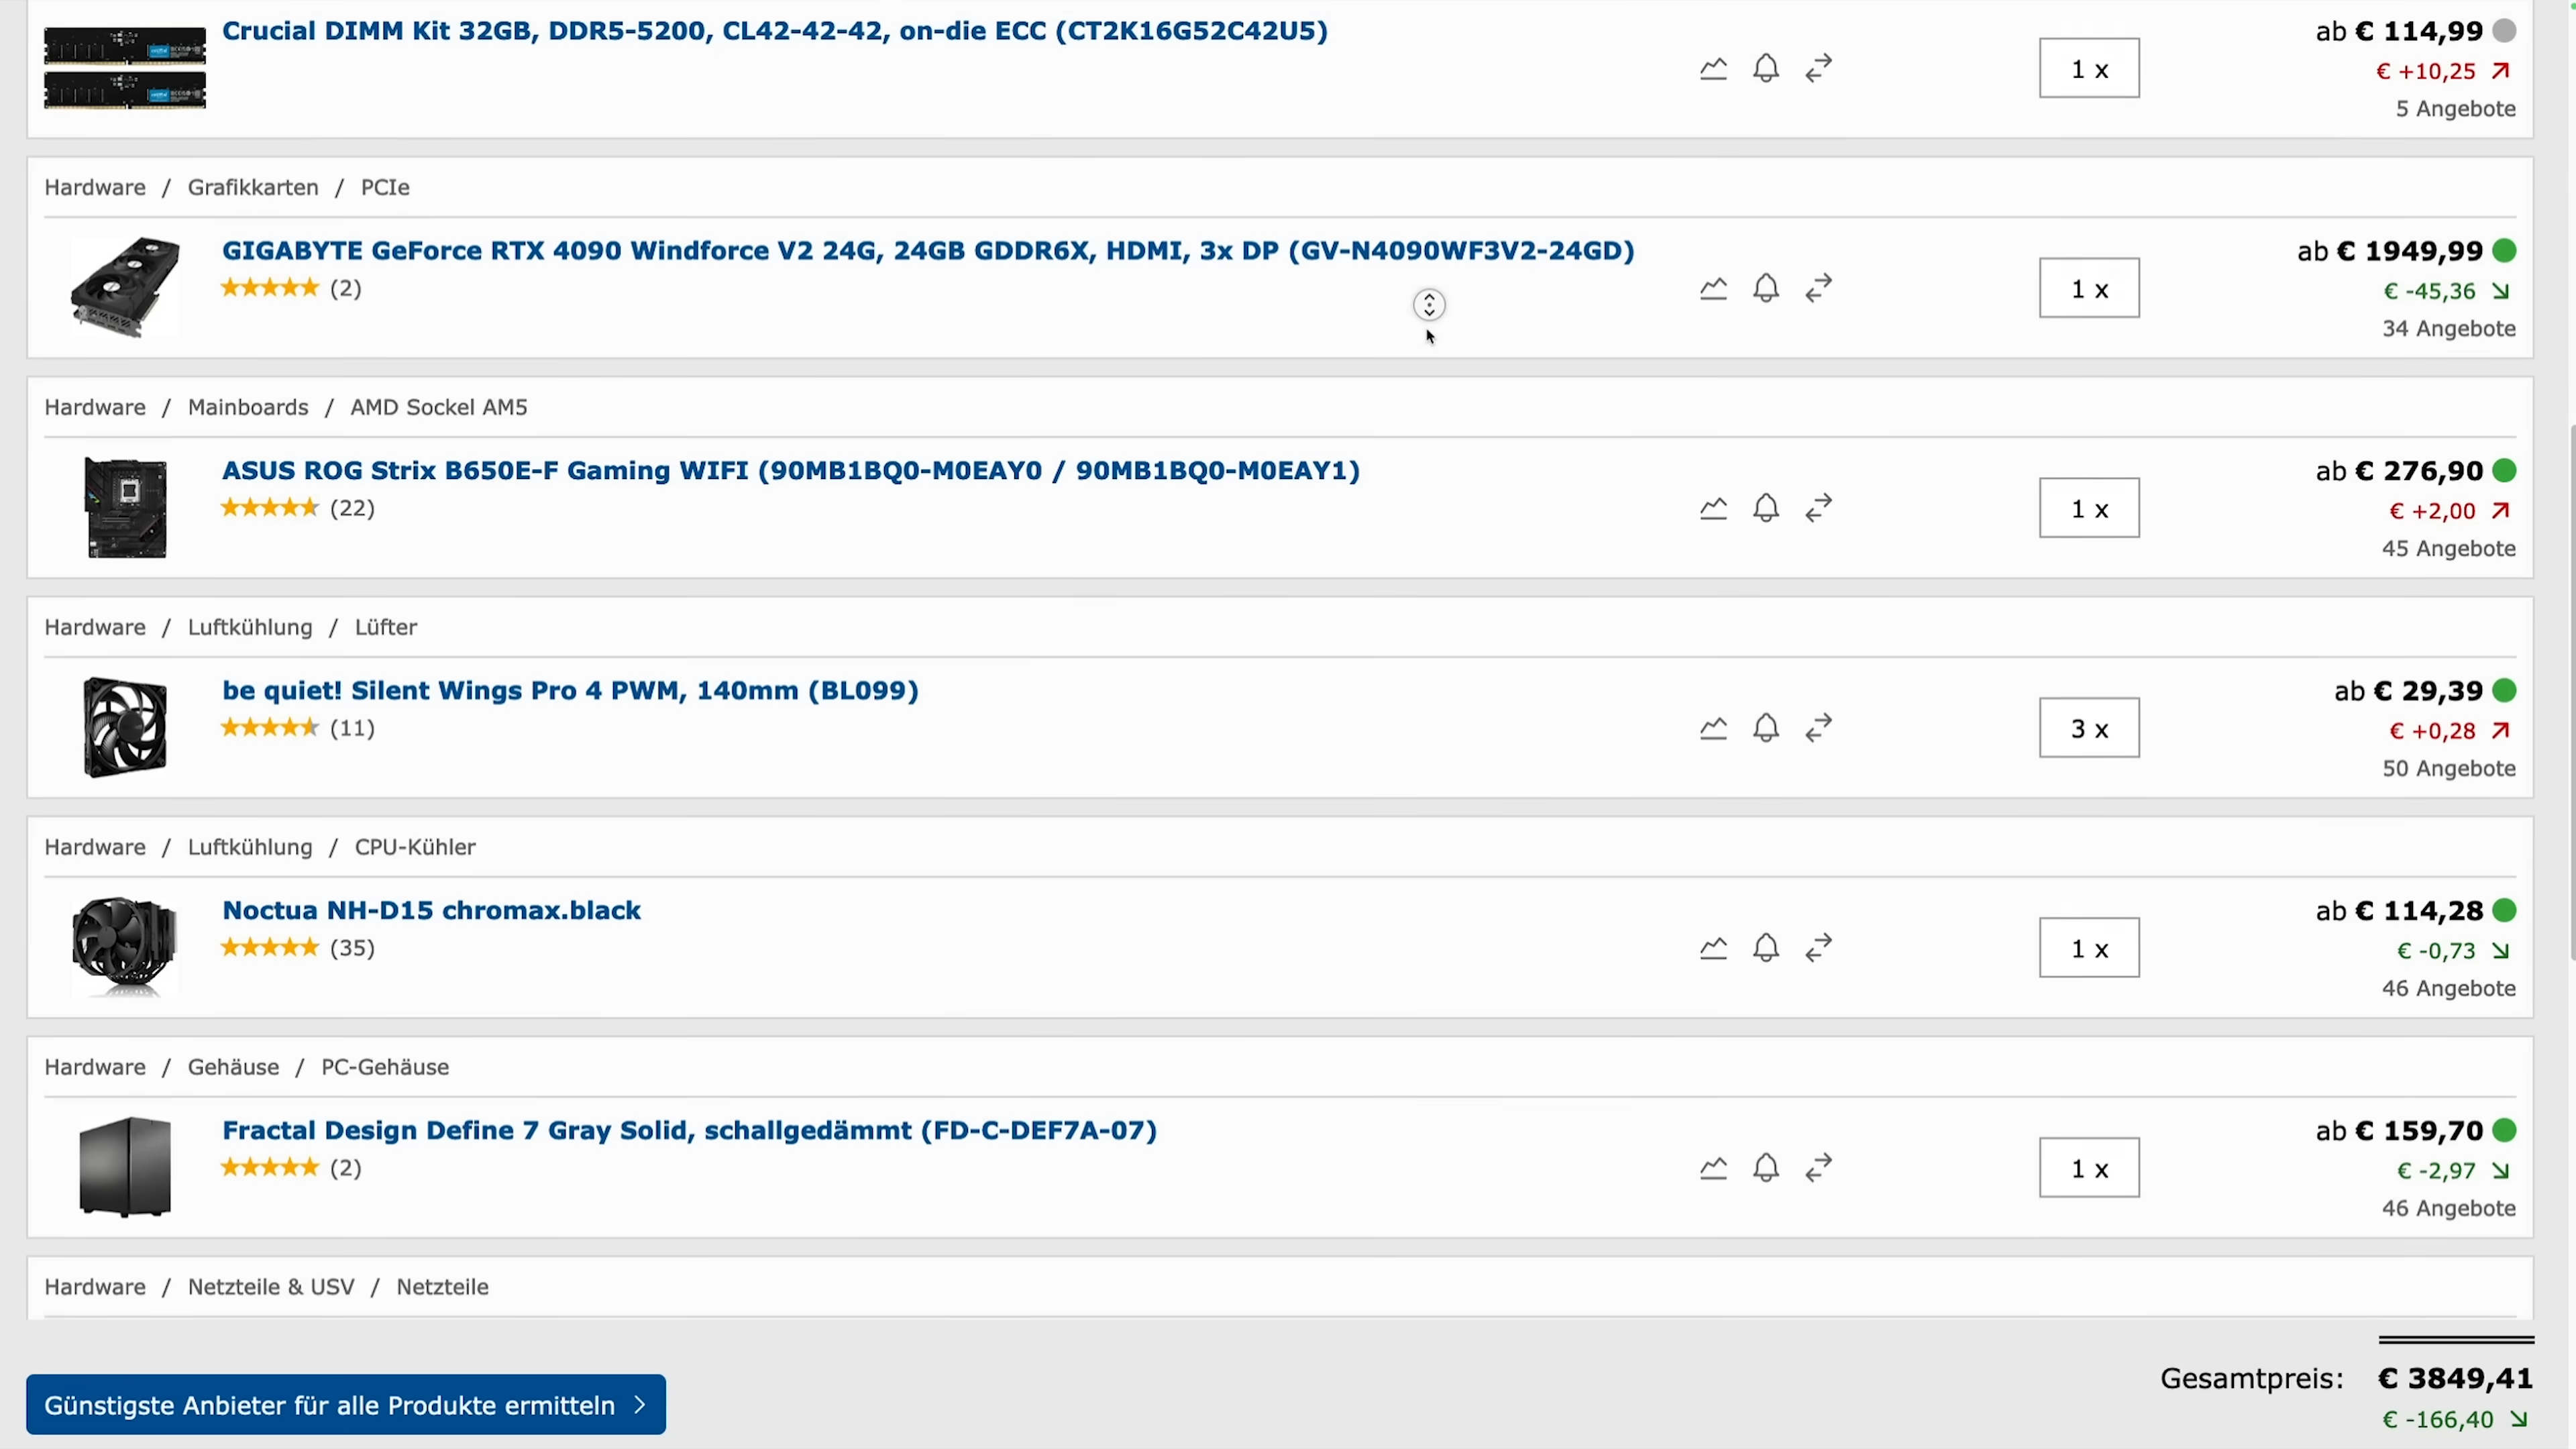 Crucial DIMM Kit 32GB, DDR5-5200, CL42-42-42, on-die ECC (CT2K16G52C42U5)
1 x
ab € 114,99
€ +10,25
5 Angebote
Hardware / Grafikkarten / PCIe
GIGABYTE GeForce RTX 4090 Windforce V2 24G, 24GB GDDR6X, HDMI, 3x DP (GV-N4090WF3V2-24GD)
(2)
1 x
ab € 1949,99
€ -45,36
34 Angebote
Hardware / Mainboards / AMD Sockel AM5
ASUS ROG Strix B650E-F Gaming WIFI (90MB1BQ0-M0EAY0 / 90MB1BQ0-M0EAY1)
(22)
1 x
ab € 276,90
€ +2,00
45 Angebote
Hardware / Luftkühlung / Lüfter
be quiet! Silent Wings Pro 4 PWM, 140mm (BL099)
(11)
3 x
ab € 29,39
€ +0,28
50 Angebote
Hardware / Luftkühlung / CPU-Kühler
Noctua NH-D15 chromax.black
(35)
1 x
ab € 114,28
€ -0,73
46 Angebote
Hardware / Gehäuse / PC-Gehäuse
Fractal Design Define 7 Gray Solid, schallgedämmt (FD-C-DEF7A-07)
(2)
1 x
ab € 159,70
€ -2,97
46 Angebote
Hardware / Netzteile & USV / Netzteile
Günstigste Anbieter für alle Produkte ermitteln
Gesamtpreis: € 3849,41
€ -166,40